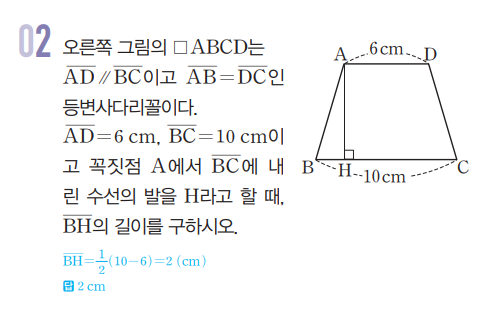 02 오른쪽 그림의 □ABCD는
AD // BC이고 AB=DC인
등변사다리꼴이다.
AD=6 cm, BC=10 cm이
고 꼭짓점 A에서 BC에 내
린 수선의 발을 H라고 할 때,
BH의 길이를 구하시오.
BH=1/2(10-6)=2 (cm)
답 2 cm
A 6cm D
B H 10cm C